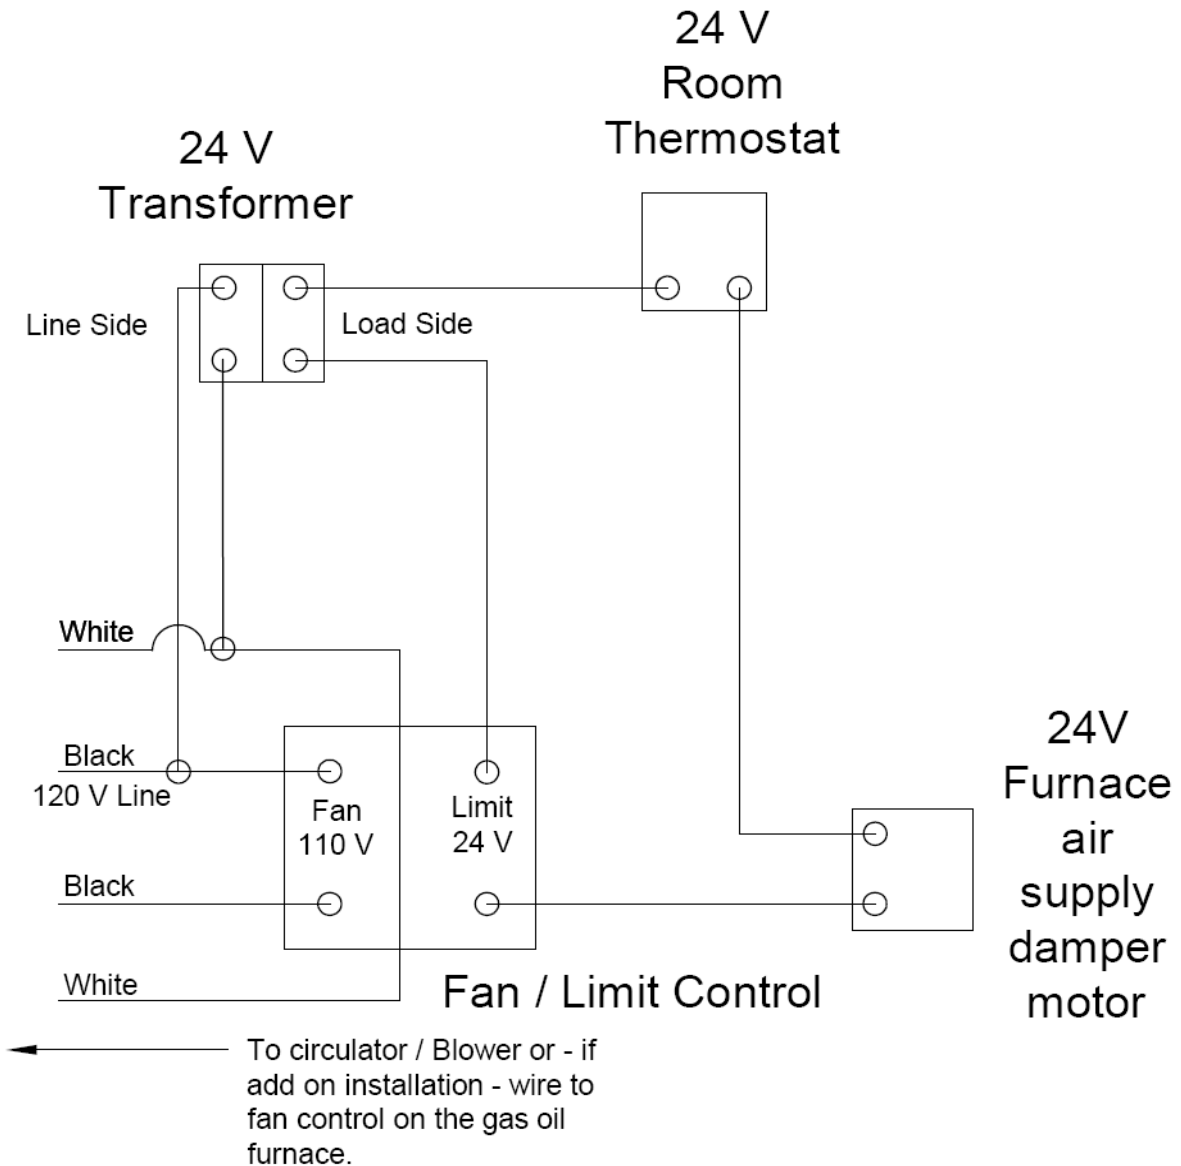 24 V
Room
Thermostat
24 V
Transformer
Line Side
Load Side
White
Black
120 V Line
Fan
110 V
Limit
24 V
Black
White
Fan / Limit Control
24V
Furnace
air
supply
damper
motor
To circulator / Blower or - if
add on installation - wire to
fan control on the gas oil
furnace.